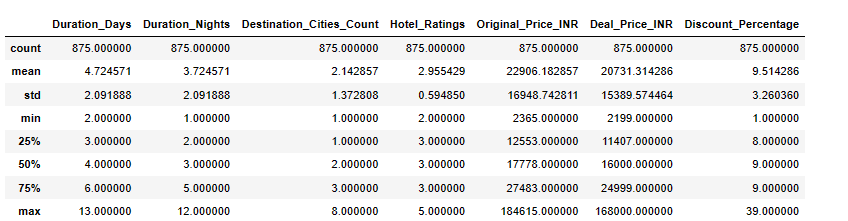 Duration_Days Duration_Nights Destination_Cities_Count Hotel_Ratings Original_Price_INR Deal_Price_INR Discount_Percentage
count 875.000000 875.000000 875.000000 875.000000 875.000000 875.000000 875.000000
mean 4.724571 3.724571 2.142857 2.955429 22906.182857 20731.314286 9.514286
std 2.091888 2.091888 1.372808 0.594850 16948.742811 15389.574464 3.260360
min 2.000000 1.000000 1.000000 2.000000 2365.000000 2199.000000 1.000000
25% 3.000000 2.000000 1.000000 3.000000 12553.000000 11407.000000 8.000000
50% 4.000000 3.000000 2.000000 3.000000 17778.000000 16000.000000 9.000000
75% 6.000000 5.000000 3.000000 3.000000 27483.000000 24999.000000 9.000000
max 13.000000 12.000000 8.000000 5.000000 184615.000000 168000.000000 39.000000